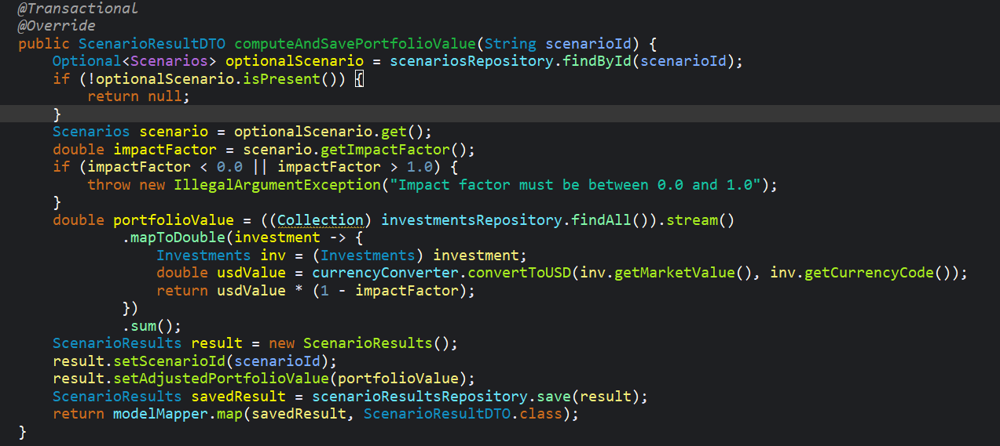 @Transactional
@Override
public ScenarioResultDTO computeAndSavePortfolioValue(String scenarioId) {
    Optional<Scenarios> optionalScenario = scenariosRepository.findById(scenarioId);
    if (!optionalScenario.isPresent()) {
        return null;
    }
    Scenarios scenario = optionalScenario.get();
    double impactFactor = scenario.getImpactFactor();
    if (impactFactor < 0.0 || impactFactor > 1.0) {
        throw new IllegalArgumentException("Impact factor must be between 0.0 and 1.0");
    }
    double portfolioValue = ((Collection) investmentsRepository.findAll()).stream()
            .mapToDouble(investment -> {
                Investments inv = (Investments) investment;
                double usdValue = currencyConverter.convertToUSD(inv.getMarketValue(), inv.getCurrencyCode());
                return usdValue * (1 - impactFactor);
            })
            .sum();
    ScenarioResults result = new ScenarioResults();
    result.setScenarioId(scenarioId);
    result.setAdjustedPortfolioValue(portfolioValue);
    ScenarioResults savedResult = scenarioResultsRepository.save(result);
    return modelMapper.map(savedResult, ScenarioResultDTO.class);
}